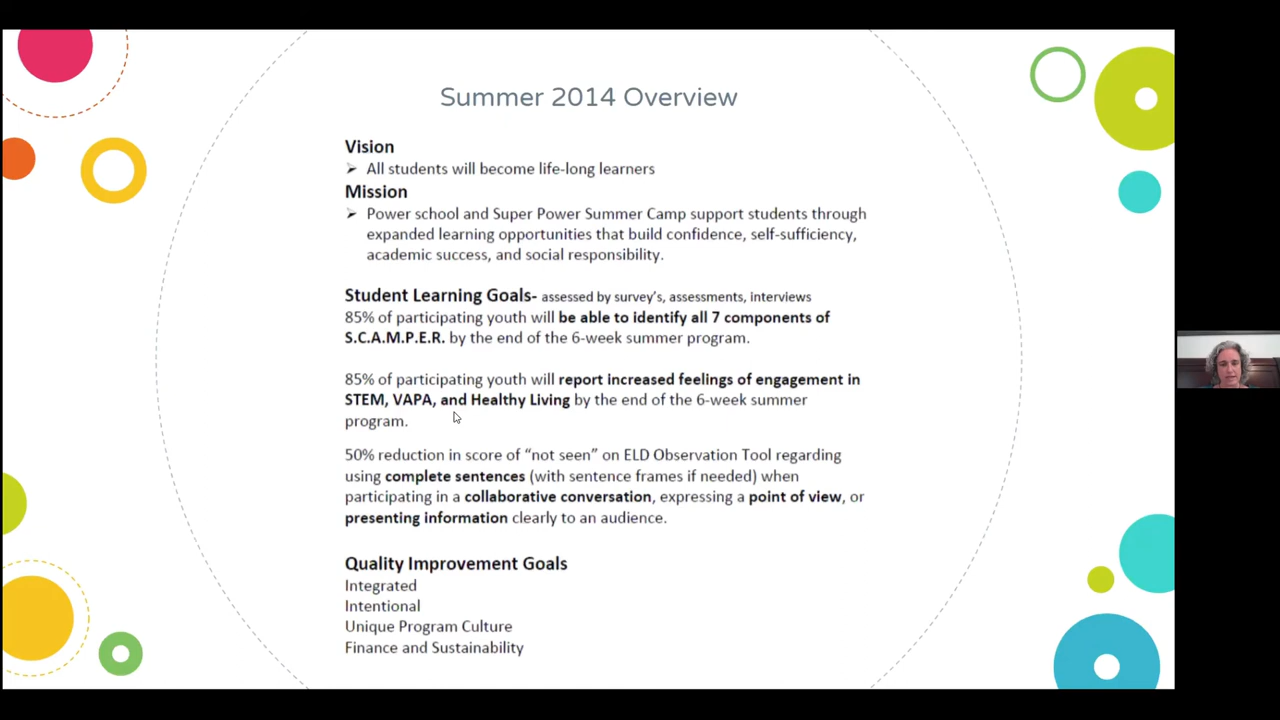 Summer 2014 Overview
Vision
➢ All students will become life-long learners
Mission
➢ Power school and Super Power Summer Camp support students through
expanded learning opportunities that build confidence, self-sufficiency,
academic success, and social responsibility.
Student Learning Goals- assessed by survey's, assessments, interviews
85% of participating youth will be able to identify all 7 components of
S.C.A.M.P.E.R. by the end of the 6-week summer program.
85% of participating youth will report increased feelings of engagement in
STEM, VAPA, and Healthy Living by the end of the 6-week summer
program.
50% reduction in score of “not seen” on ELD Observation Tool regarding
using complete sentences (with sentence frames if needed) when
participating in a collaborative conversation, expressing a point of view, or
presenting information clearly to an audience.
Quality Improvement Goals
Integrated
Intentional
Unique Program Culture
Finance and Sustainability